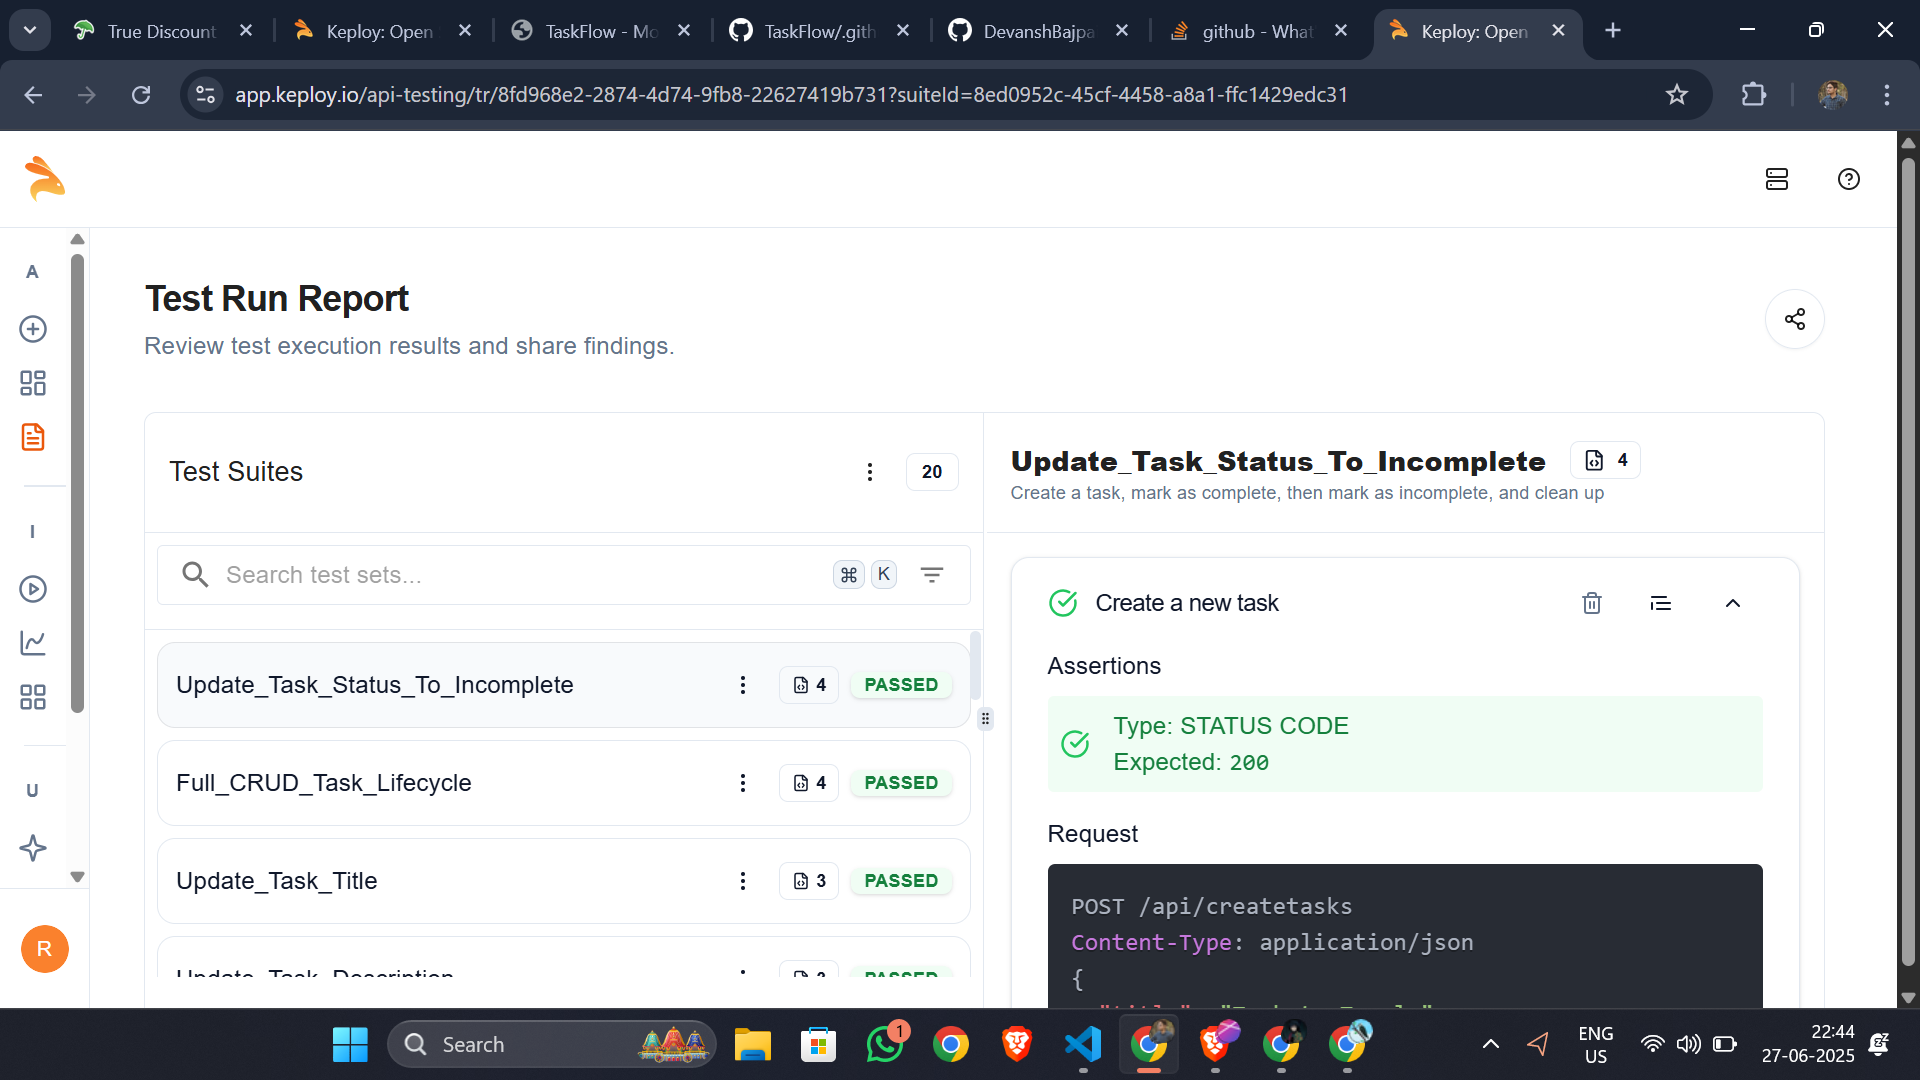 True Discount
Keploy: Open
TaskFlow - Mo
TaskFlow/.gith
DevanshBajpa
github - What
Keploy: Open
app.keploy.io/api-testing/tr/8fd968e2-2874-4d74-9fb8-22627419b731?suiteId=8ed0952c-45cf-4458-a8a1-ffc1429edc31
A
I
U
R
Test Run Report
Review test execution results and share findings.
Test Suites
20
Search test sets...
⌘ K
Update_Task_Status_To_Incomplete
4
PASSED
Full_CRUD_Task_Lifecycle
4
PASSED
Update_Task_Title
3
PASSED
Update_Task_Description
3
PASSED
Update_Task_Status_To_Incomplete
4
Create a task, mark as complete, then mark as incomplete, and clean up
Create a new task
Assertions
Type: STATUS CODE
Expected: 200
Request
POST /api/createtasks
Content-Type: application/json
{
Search
1
ENG
US
22:44
27-06-2025